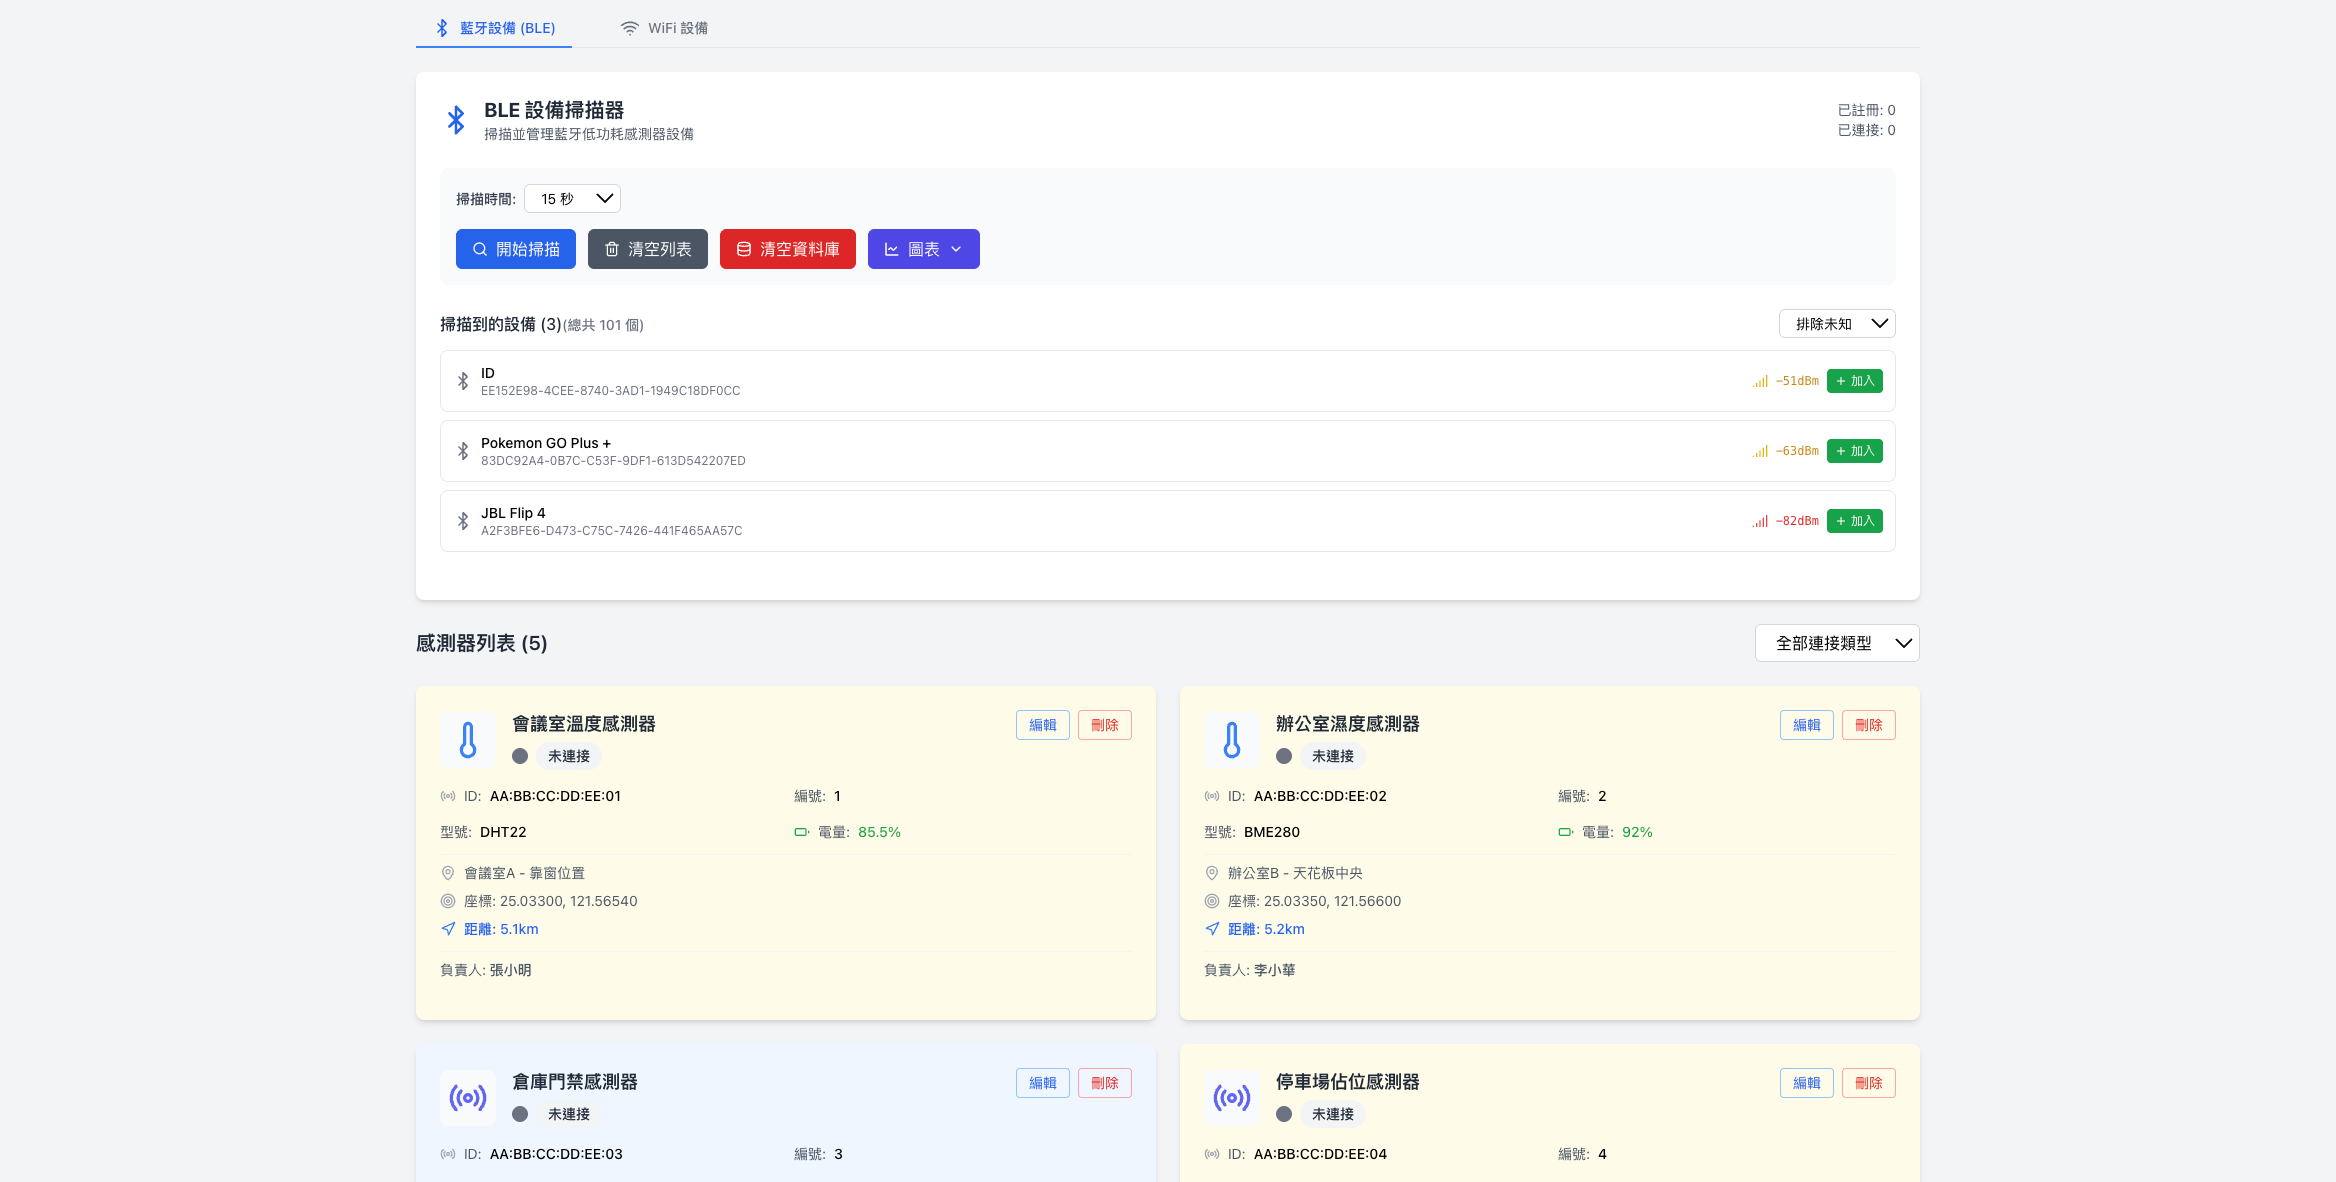 藍牙設備 (BLE)
WiFi 設備
BLE 設備掃描器
掃描並管理藍牙低功耗感測器設備
已註冊: 0
已連接: 0
掃描時間:
15 秒
開始掃描
清空列表
清空資料庫
圖表
掃描到的設備 (3)(總共 101 個)
排除未知
ID
EE152E98-4CEE-8740-3AD1-1949C18DF0CC
-51dBm
+ 加入
Pokemon GO Plus +
83DC92A4-0B7C-C53F-9DF1-613D542207ED
-63dBm
+ 加入
JBL Flip 4
A2F3BFE6-D473-C75C-7426-441F465AA57C
-82dBm
+ 加入
感測器列表 (5)
全部連接類型
會議室溫度感測器
編輯
刪除
未連接
ID: AA:BB:CC:DD:EE:01
編號: 1
型號: DHT22
電量: 85.5%
會議室A - 靠窗位置
座標: 25.03300, 121.56540
距離: 5.1km
負責人: 張小明
辦公室濕度感測器
編輯
刪除
未連接
ID: AA:BB:CC:DD:EE:02
編號: 2
型號: BME280
電量: 92%
辦公室B - 天花板中央
座標: 25.03350, 121.56600
距離: 5.2km
負責人: 李小華
倉庫門禁感測器
編輯
刪除
未連接
ID: AA:BB:CC:DD:EE:03
編號: 3
停車場佔位感測器
編輯
刪除
未連接
ID: AA:BB:CC:DD:EE:04
編號: 4